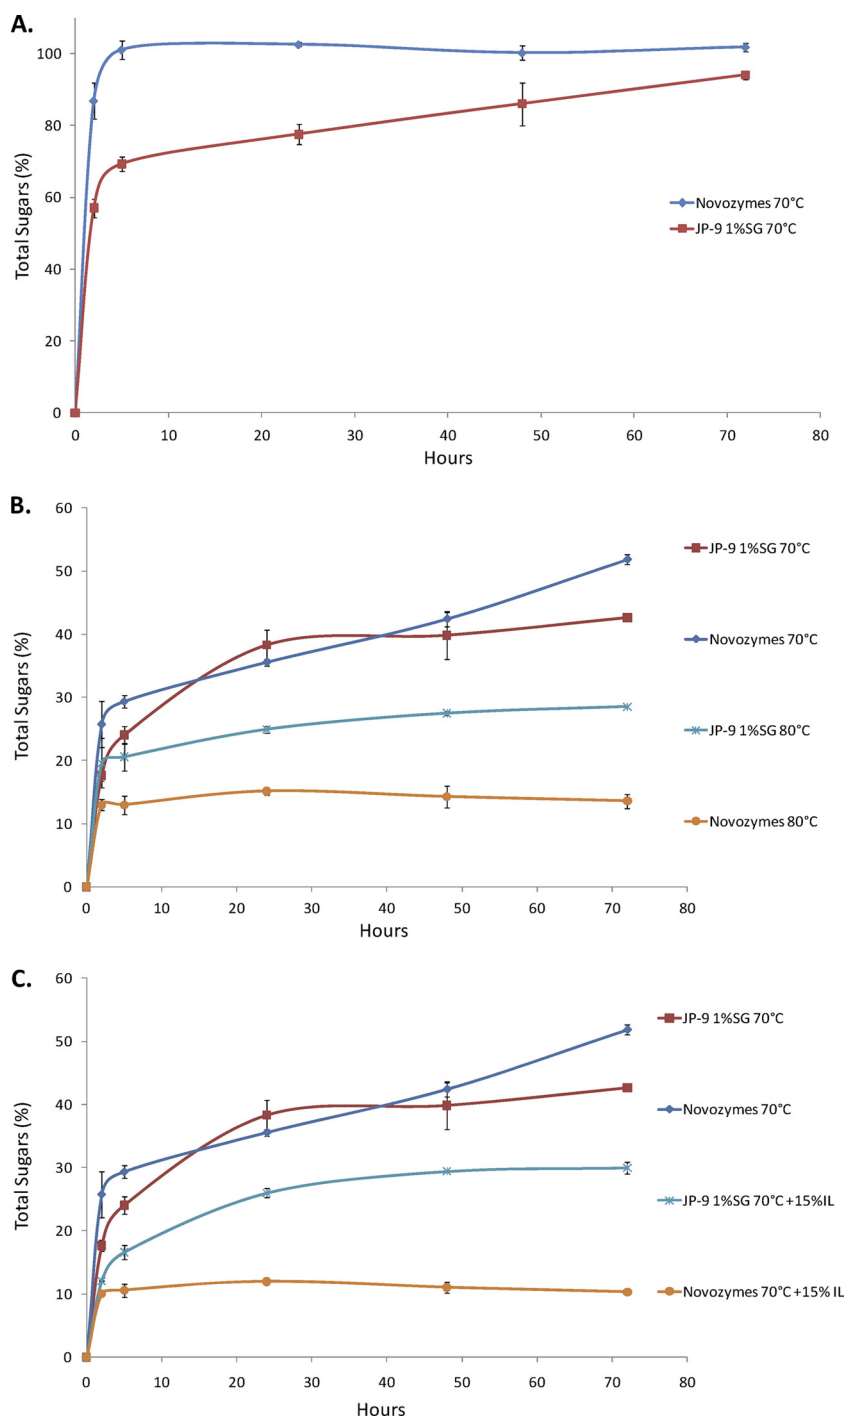 A.
Total Sugars (%)
100
80
60
40
20
0
0 10 20 30 40 50 60 70 80
Hours
Novozymes 70°C
JP-9 1%SG 70°C
B.
Total Sugars (%)
60
50
40
30
20
10
0
0 10 20 30 40 50 60 70 80
Hours
JP-9 1%SG 70°C
Novozymes 70°C
JP-9 1%SG 80°C
Novozymes 80°C
C.
Total Sugars (%)
60
50
40
30
20
10
0
0 10 20 30 40 50 60 70 80
Hours
JP-9 1%SG 70°C
Novozymes 70°C
JP-9 1%SG 70°C +15%IL
Novozymes 70°C +15% IL